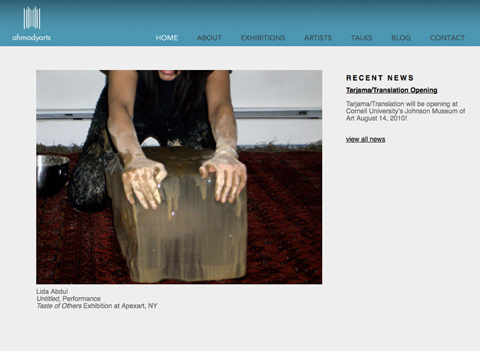 ahmadyarts
HOME ABOUT EXHIBITIONS ARTISTS TALKS BLOG CONTACT
RECENT NEWS
Tarjama/Translation Opening
Tarjama/Translation will be opening at
Cornell University's Johnson Museum of
Art August 14, 2010!
view all news
Lida Abdul
Untitled, Performance
Taste of Others Exhibition at Apexart, NY